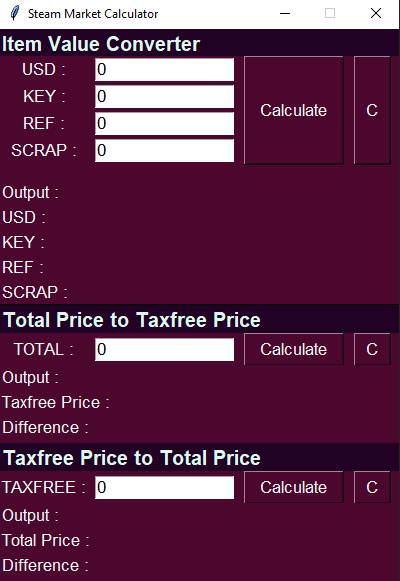 Steam Market Calculator
Item Value Converter
USD : 0
KEY : 0
REF : 0
SCRAP : 0
Calculate C
Output :
USD :
KEY :
REF :
SCRAP :
Total Price to Taxfree Price
TOTAL : 0 Calculate C
Output :
Taxfree Price :
Difference :
Taxfree Price to Total Price
TAXFREE : 0 Calculate C
Output :
Total Price :
Difference :